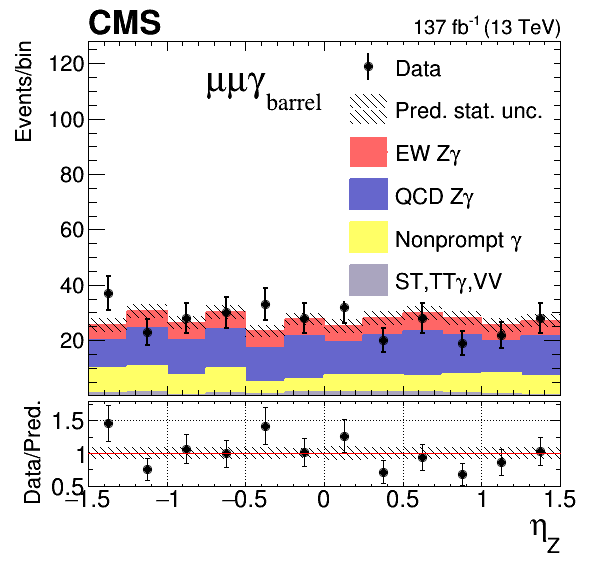 CMS 137 fb⁻¹ (13 TeV)
Events/bin
120
100
80
60
40
20
μμγ barrel
Data
Pred. stat. unc.
EW Zγ
QCD Zγ
Nonprompt γ
ST,TTγ,VV
Data/Pred.
1.5
1
0.5
−1.5 −1 −0.5 0 0.5 1 1.5
η_Z